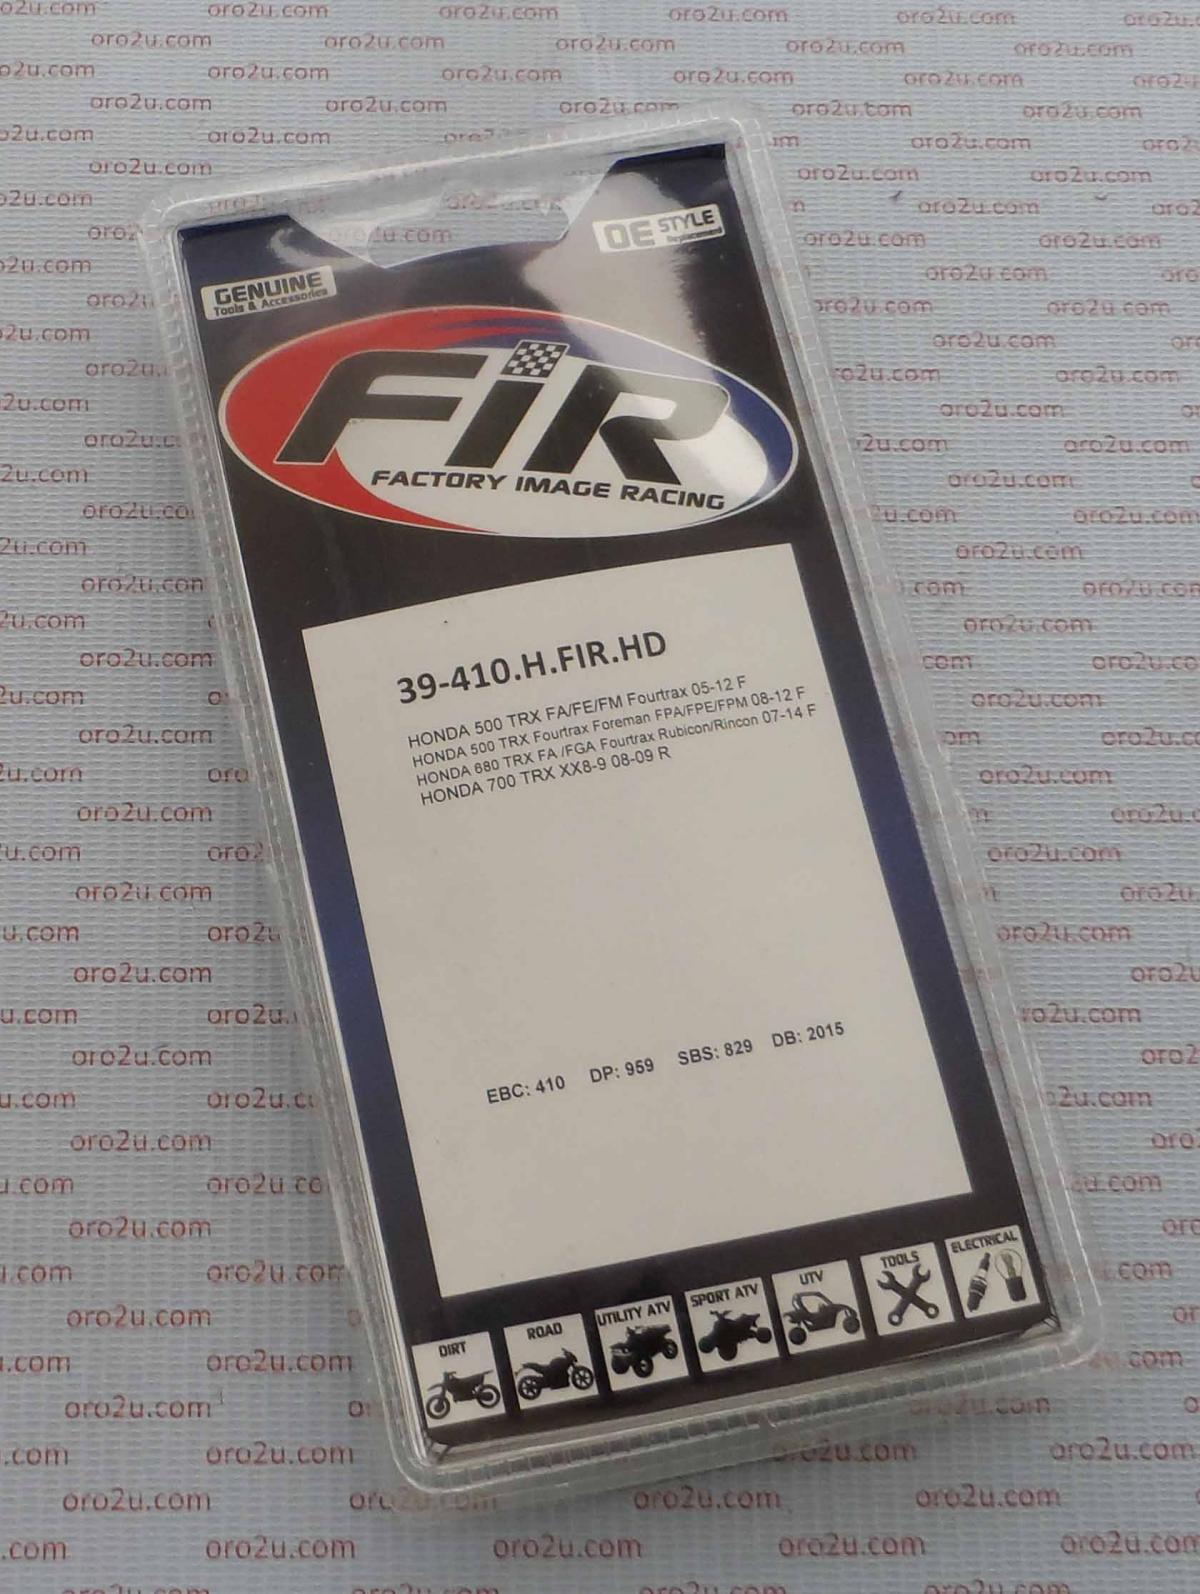 GENUINE
Tools & Accessories
OE STYLE
Replacement
FiR
FACTORY IMAGE RACING
39-410.H.FIR.HD
HONDA 500 TRX FA/FE/FM Fourtrax 05-12 F
HONDA 500 TRX Fourtrax Foreman FPA/FPE/FPM 08-12 F
HONDA 680 TRX FA /FGA Fourtrax Rubicon/Rincon 07-14 F
HONDA 700 TRX XX8-9 08-09 R
EBC: 410 DP: 959 SBS: 829 DB: 2015
DIRT
ROAD
UTILITY ATV
SPORT ATV
UTV
TOOLS
ELECTRICAL
oro2u.com